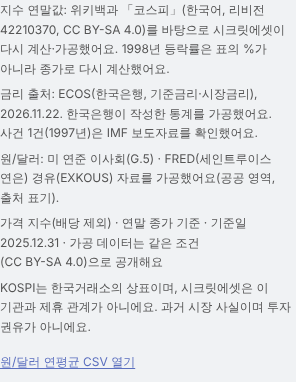 지수 연말값: 위키백과 「코스피」(한국어, 리비전
42210370, CC BY-SA 4.0)를 바탕으로 시크릿에셋이
다시 계산·가공했어요. 1998년 등락률은 표의 %가
아니라 종가로 다시 계산했어요.
금리 출처: ECOS(한국은행, 기준금리·시장금리),
2026.11.22. 한국은행이 작성한 통계를 가공했어요.
사건 1건(1997년)은 IMF 보도자료를 확인했어요.
원/달러: 미 연준 이사회(G.5) · FRED(세인트루이스
연은) 경유(EXKOUS) 자료를 가공했어요(공공 영역,
출처 표기).
가격 지수(배당 제외) · 연말 종가 기준 · 기준일
2025.12.31 · 가공 데이터는 같은 조건
(CC BY-SA 4.0)으로 공개해요
KOSPI는 한국거래소의 상표이며, 시크릿에셋은 이
기관과 제휴 관계가 아니에요. 과거 시장 사실이며 투자
권유가 아니에요.
원/달러 연평균 CSV 열기